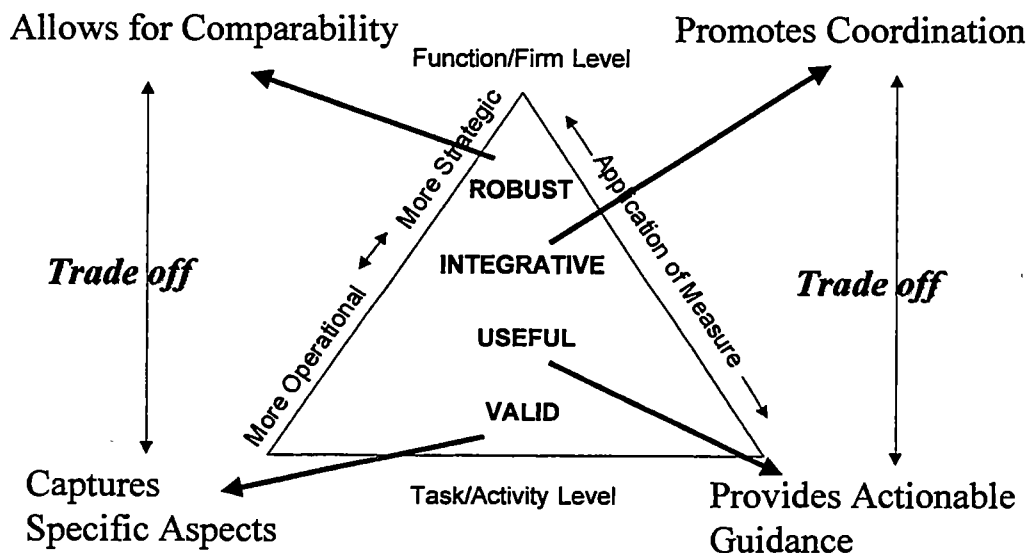 Allows for Comparability
Promotes Coordination
Function/Firm Level
More Strategic
Application of Measure
ROBUST
Trade off
INTEGRATIVE
Trade off
More Operational
USEFUL
VALID
Captures
Specific Aspects
Task/Activity Level
Provides Actionable
Guidance